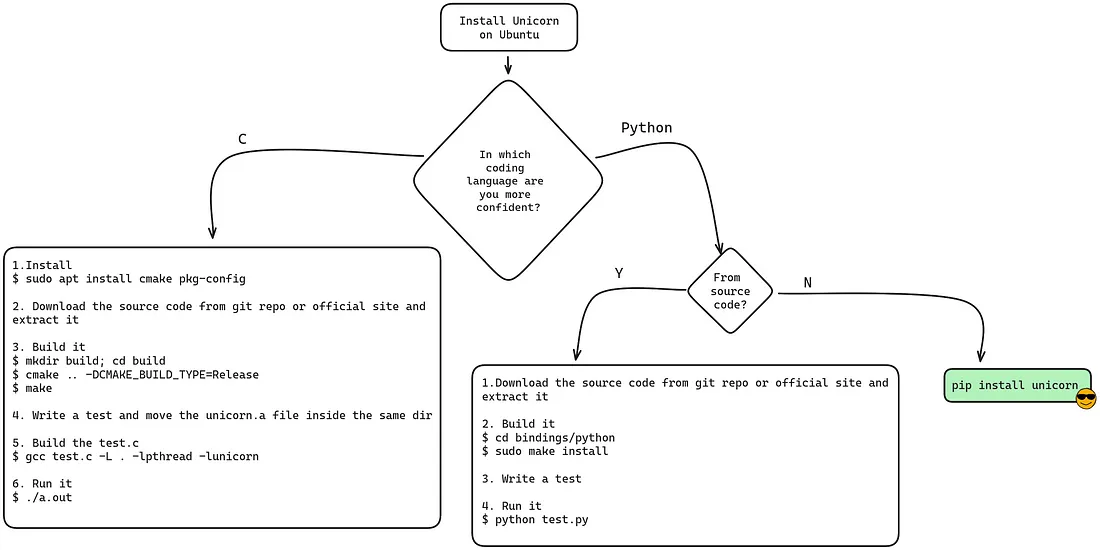 Install Unicorn
on Ubuntu
In which
coding
language are
you more
confident?
C
Python
1.Install
$ sudo apt install cmake pkg-config
2. Download the source code from git repo or official site and
extract it
3. Build it
$ mkdir build; cd build
$ cmake .. -DCMAKE_BUILD_TYPE=Release
$ make
4. Write a test and move the unicorn.a file inside the same dir
5. Build the test.c
$ gcc test.c -L . -lpthread -lunicorn
6. Run it
$ ./a.out
From
source
code?
Y
N
1.Download the source code from git repo or official site and
extract it
2. Build it
$ cd bindings/python
$ sudo make install
3. Write a test
4. Run it
$ python test.py
pip install unicorn